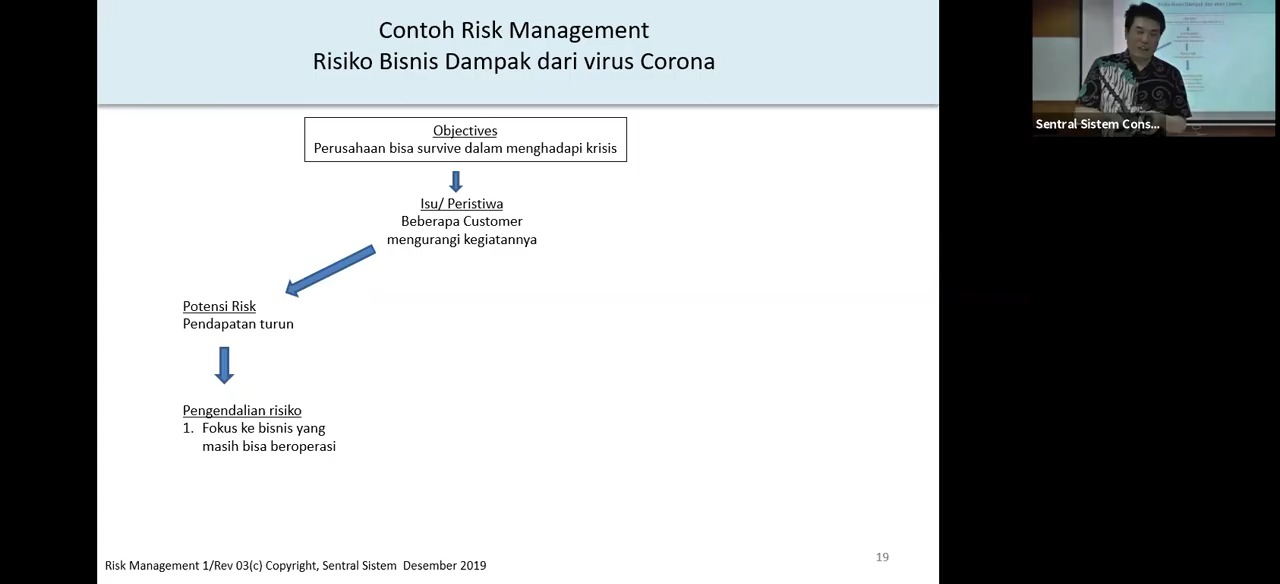 Contoh Risk Management
Risiko Bisnis Dampak dari virus Corona
Objectives
Perusahaan bisa survive dalam menghadapi krisis
Isu/ Peristiwa
Beberapa Customer
mengurangi kegiatannya
Potensi Risk
Pendapatan turun
Pengendalian risiko
1. Fokus ke bisnis yang
masih bisa beroperasi
Risk Management 1/Rev 03(c) Copyright, Sentral Sistem Desember 2019
19
Sentral Sistem Cons...